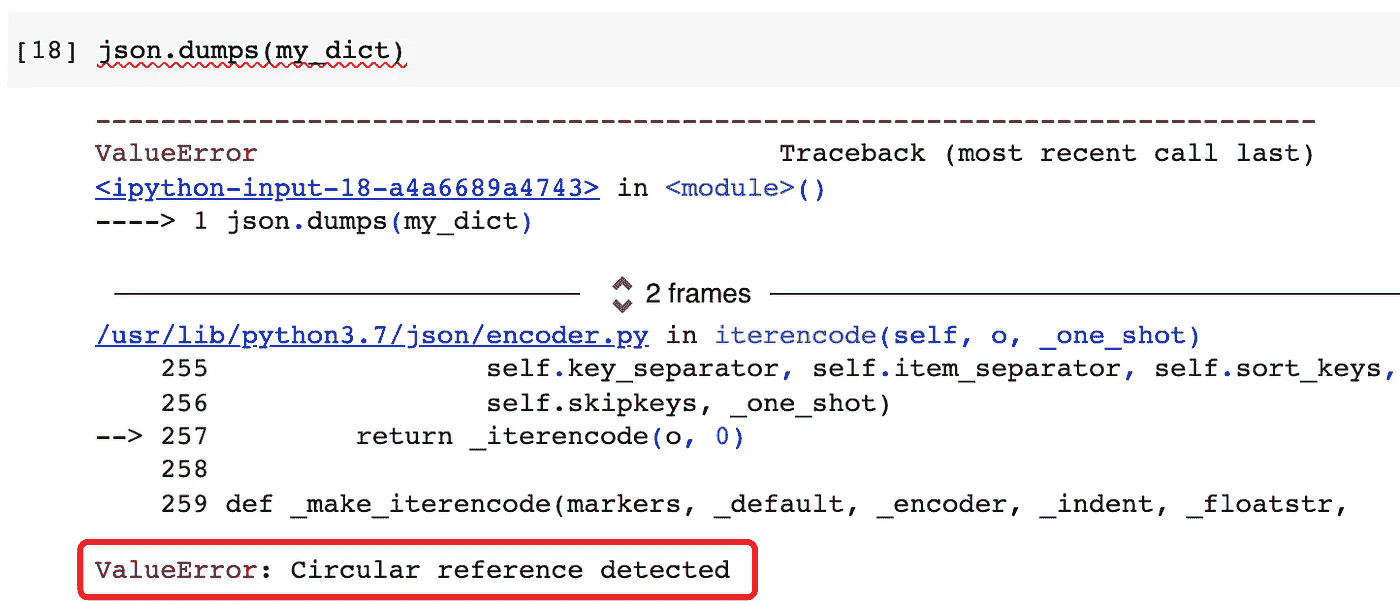 [18] json.dumps(my_dict)
---------------------------------------------------------------------------
ValueError                                Traceback (most recent call last)
<ipython-input-18-a4a6689a4743> in <module>()
----> 1 json.dumps(my_dict)
2 frames
/usr/lib/python3.7/json/encoder.py in iterencode(self, o, _one_shot)
    255                 self.key_separator, self.item_separator, self.sort_keys,
    256                 self.skipkeys, _one_shot)
--> 257         return _iterencode(o, 0)
    258
    259 def _make_iterencode(markers, _default, _encoder, _indent, _floatstr,
ValueError: Circular reference detected